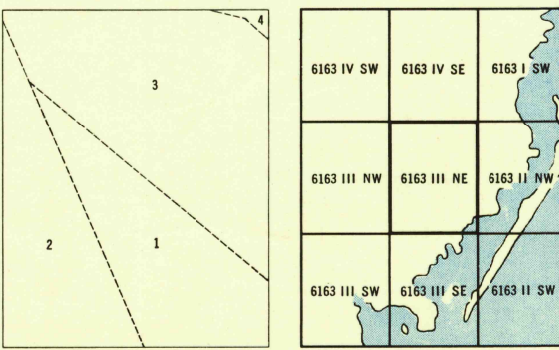 4
3
2
1
6163 IV SW
6163 IV SE
6163 I SW
6163 III NW
6163 III NE
6163 II NW
6163 III SW
6163 III SE
6163 II SW